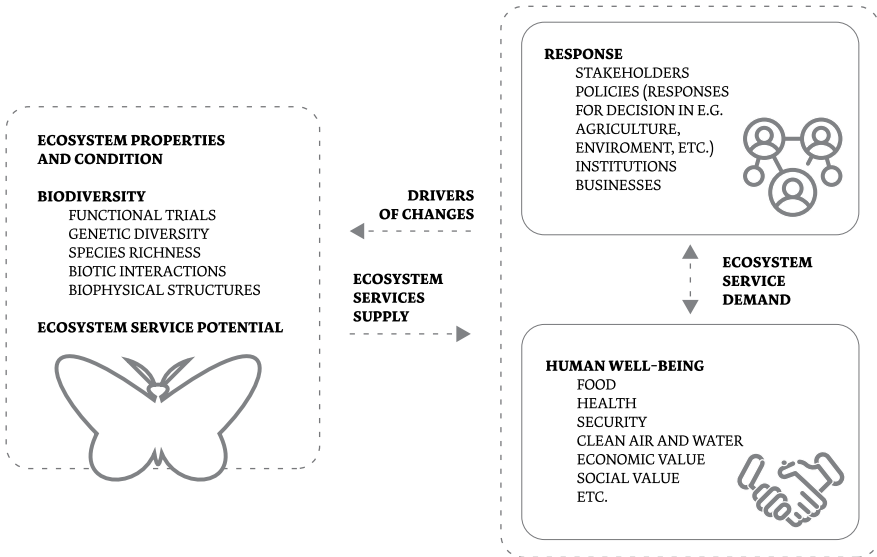 ECOSYSTEM PROPERTIES
AND CONDITION
BIODIVERSITY
FUNCTIONAL TRIALS
GENETIC DIVERSITY
SPECIES RICHNESS
BIOTIC INTERACTIONS
BIOPHYSICAL STRUCTURES
ECOSYSTEM SERVICE POTENTIAL
DRIVERS
OF CHANGES
ECOSYSTEM
SERVICES
SUPPLY
RESPONSE
STAKEHOLDERS
POLICIES (RESPONSES
FOR DECISION IN E.G.
AGRICULTURE,
ENVIROMENT, ETC.)
INSTITUTIONS
BUSINESSES
ECOSYSTEM
SERVICE
DEMAND
HUMAN WELL-BEING
FOOD
HEALTH
SECURITY
CLEAN AIR AND WATER
ECONOMIC VALUE
SOCIAL VALUE
ETC.